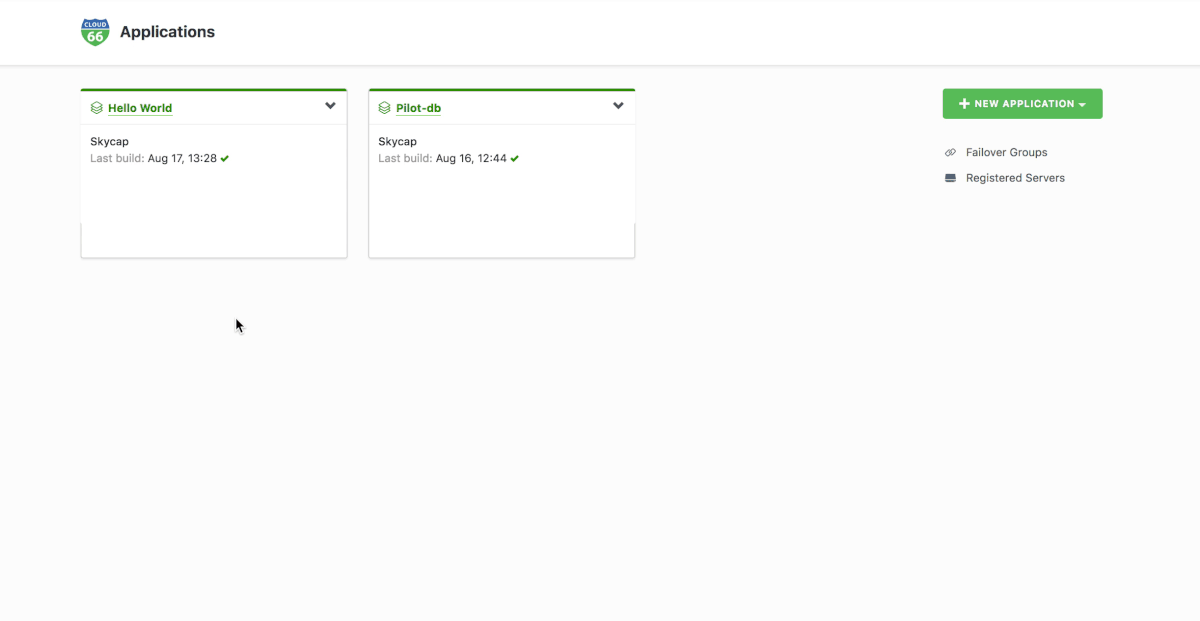 CLOUD
66
Applications
Hello World
Skycap
Last build: Aug 17, 13:28
Pilot-db
Skycap
Last build: Aug 16, 12:44
NEW APPLICATION
Failover Groups
Registered Servers